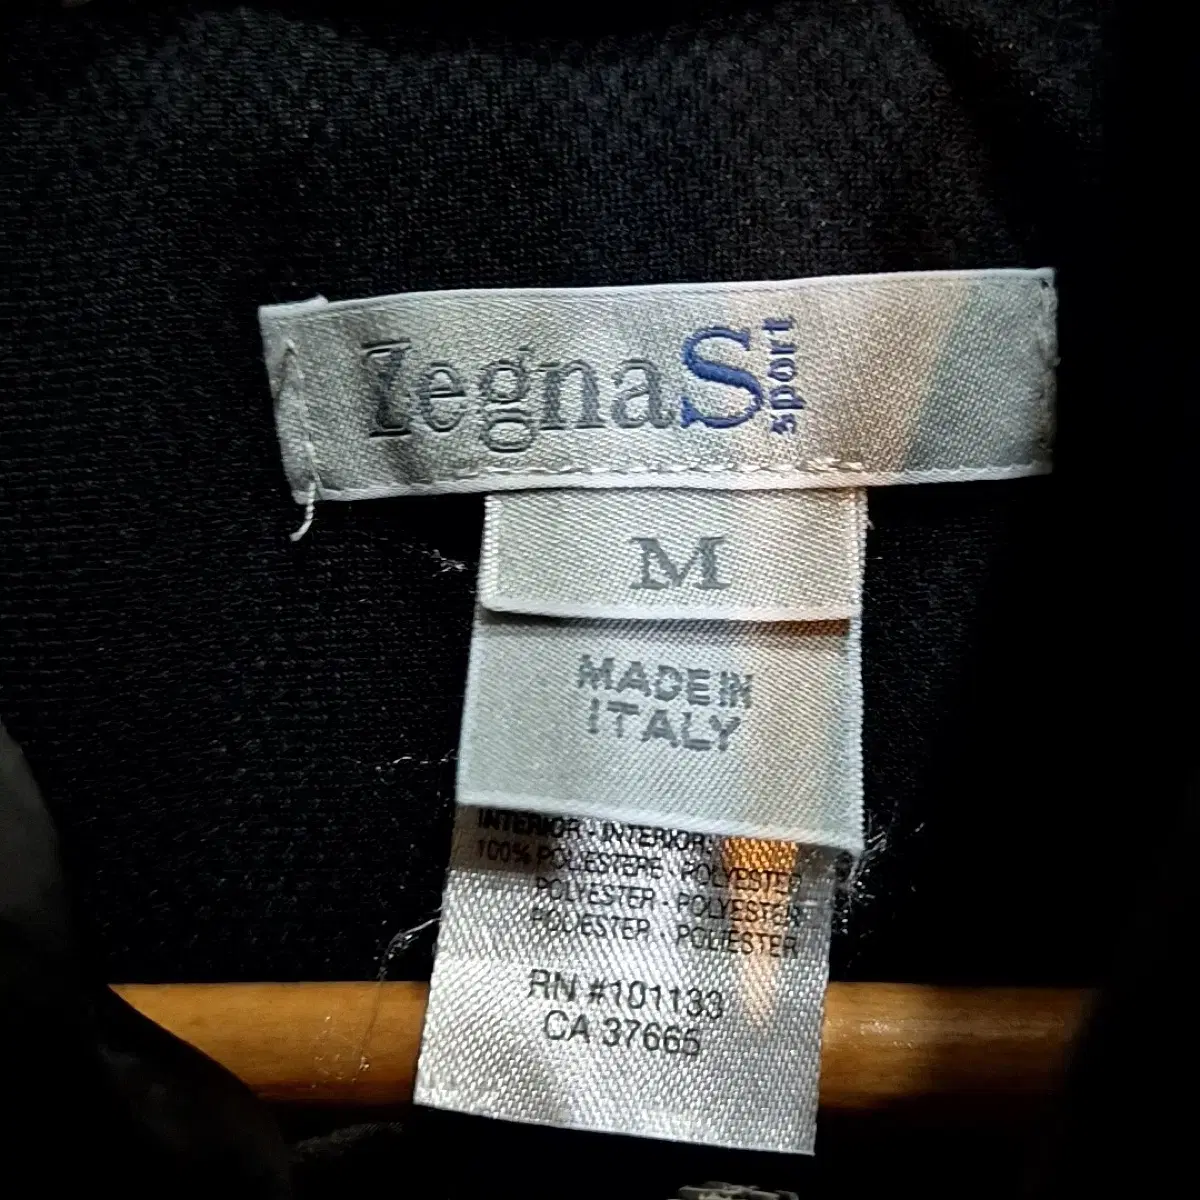 ZegnaSport
M
MADE IN
ITALY
INTERIOR - INTERIOR:
100% POLIESTERE - POLYESTER
POLYESTER - POLYESTER
POLIESTER - POLIESTER
RN #101133
CA 37665